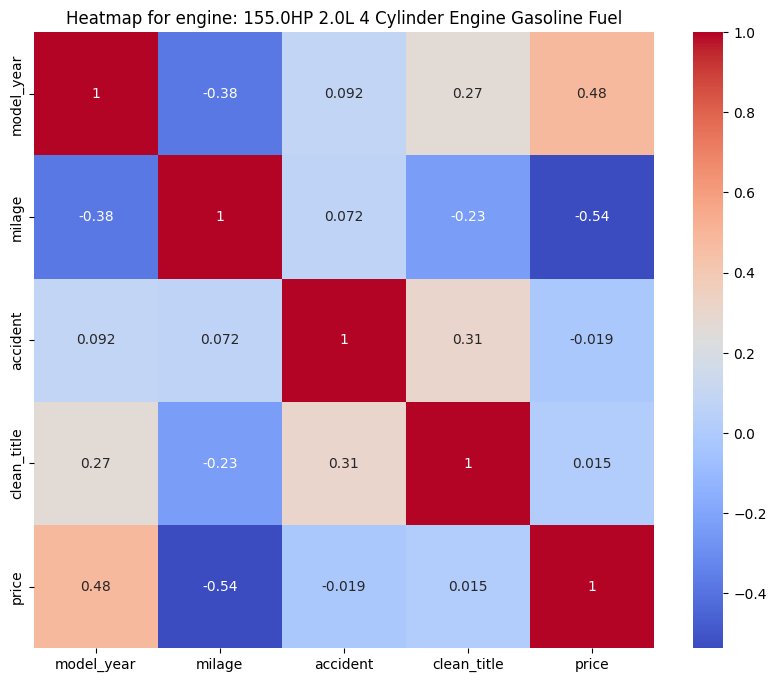 Heatmap for engine: 155.0HP 2.0L 4 Cylinder Engine Gasoline Fuel
model_year 1 -0.38 0.092 0.27 0.48
milage -0.38 1 0.072 -0.23 -0.54
accident 0.092 0.072 1 0.31 -0.019
clean_title 0.27 -0.23 0.31 1 0.015
price 0.48 -0.54 -0.019 0.015 1
model_year milage accident clean_title price
1.0
0.8
0.6
0.4
0.2
0.0
−0.2
−0.4